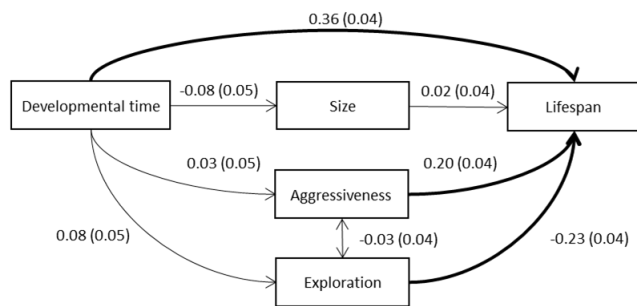 0.36 (0.04)
Developmental time
-0.08 (0.05)
Size
0.02 (0.04)
Lifespan
0.03 (0.05)
Aggressiveness
0.20 (0.04)
0.08 (0.05)
-0.03 (0.04)
-0.23 (0.04)
Exploration